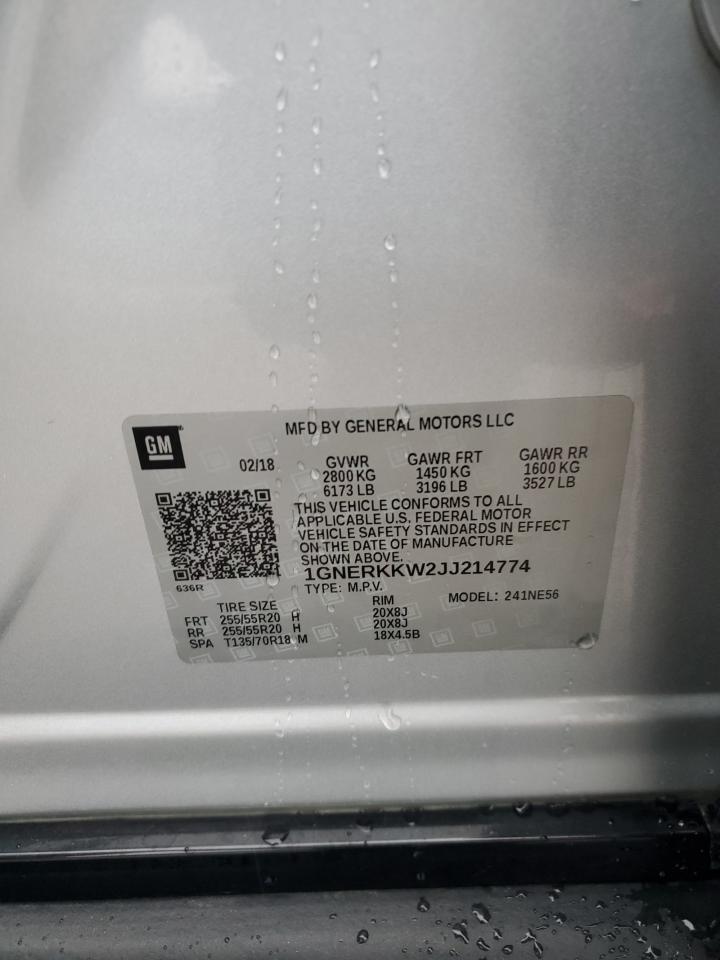 GM
MFD BY GENERAL MOTORS LLC
02/18
GVWR GAWR FRT GAWR RR
2800 KG 1450 KG 1600 KG
6173 LB 3196 LB 3527 LB
THIS VEHICLE CONFORMS TO ALL
APPLICABLE U.S. FEDERAL MOTOR
VEHICLE SAFETY STANDARDS IN EFFECT
ON THE DATE OF MANUFACTURE
SHOWN ABOVE.
1GNERKKW2JJ214774
636R
TYPE: M.P.V. MODEL: 241NE56
TIRE SIZE RIM
FRT 255/55R20 H 20X8J
RR 255/55R20 H 20X8J
SPA T135/70R18 M 18X4.5B